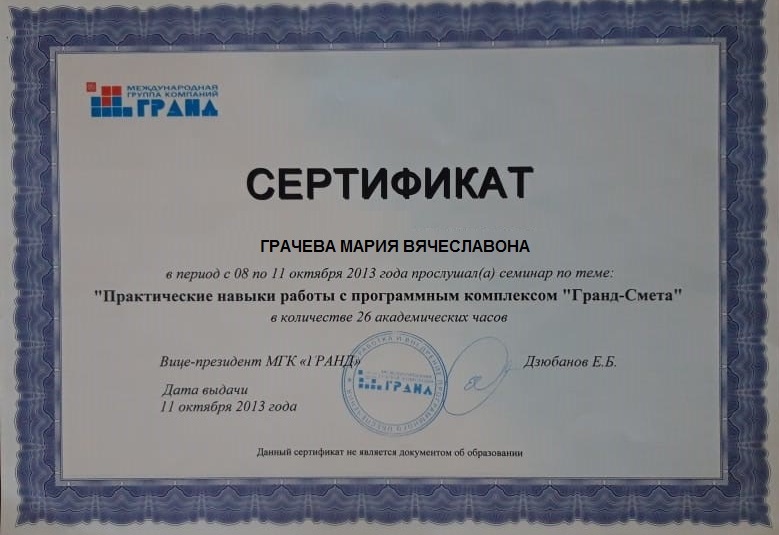 МЕЖДУНАРОДНАЯ
ГРУППА КОМПАНИЙ
ГРАНД
СЕРТИФИКАТ
ГРАЧЕВА МАРИЯ ВЯЧЕСЛАВОНА
в период с 08 по 11 октября 2013 года прослушал(а) семинар по теме:
"Практические навыки работы с программным комплексом "Гранд-Смета"
в количестве 26 академических часов
Вице-президент МГК «ГРАНД»
Дзюбанов Е.Б.
ГРАНД
Дата выдачи
11 октября 2013 года
Данный сертификат не является документом об образовании